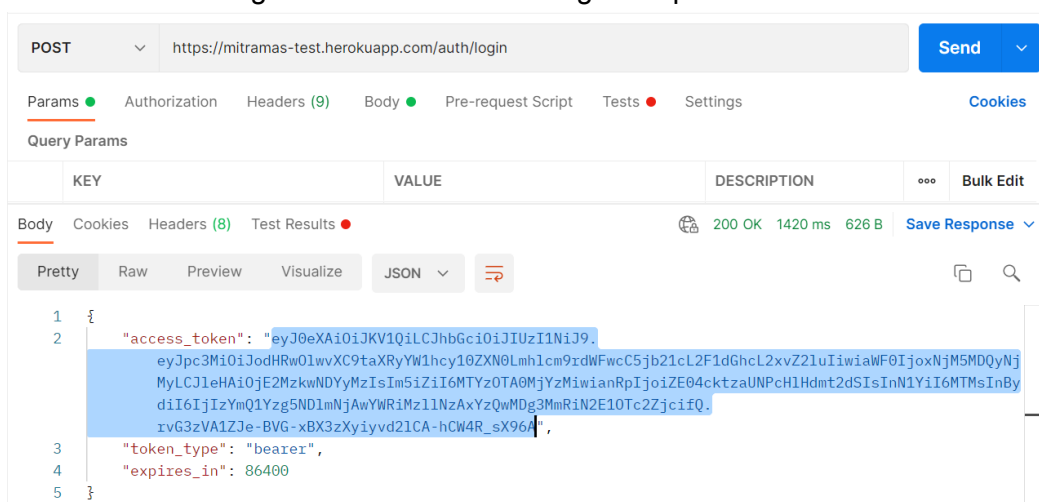 POST https://mitramas-test.herokuapp.com/auth/login Send
Params Authorization Headers (9) Body Pre-request Script Tests Settings Cookies
Query Params
KEY VALUE DESCRIPTION ooo Bulk Edit
Body Cookies Headers (8) Test Results 200 OK 1420 ms 626 B Save Response
Pretty Raw Preview Visualize JSON
1 {
2 "access_token": "eyJ0eXAiOiJKV1QiLCJhbGciOiJIUzI1NiJ9.
eyJpc3MiOiJodHRwOlwvXC9taXRyYW1hcy10ZXN0Lmhlcm9rdWFwcC5jb21cL2F1dGhcL2xvZ2luIiwiaWF0IjoxNjM5MDQyNj
MyLCJleHAiOjE2MzkwNDYyMzIsIm5iZiI6MTYzOTA0MjYzMiwianRpIjoiZE04cktzaUNPcHlHdmt2dSIsInN1YiI6MTMsInBy
diI6IjIzYmQ1Yzg5NDlmNjAwYWRiMzllNzAxYzQwMDg3MmRiN2E1OTc2ZjcifQ.
rvG3zVA1ZJe-BVG-xBX3zXyiyvd2lCA-hCW4R_sX96A",
3 "token_type": "bearer",
4 "expires_in": 86400
5 }